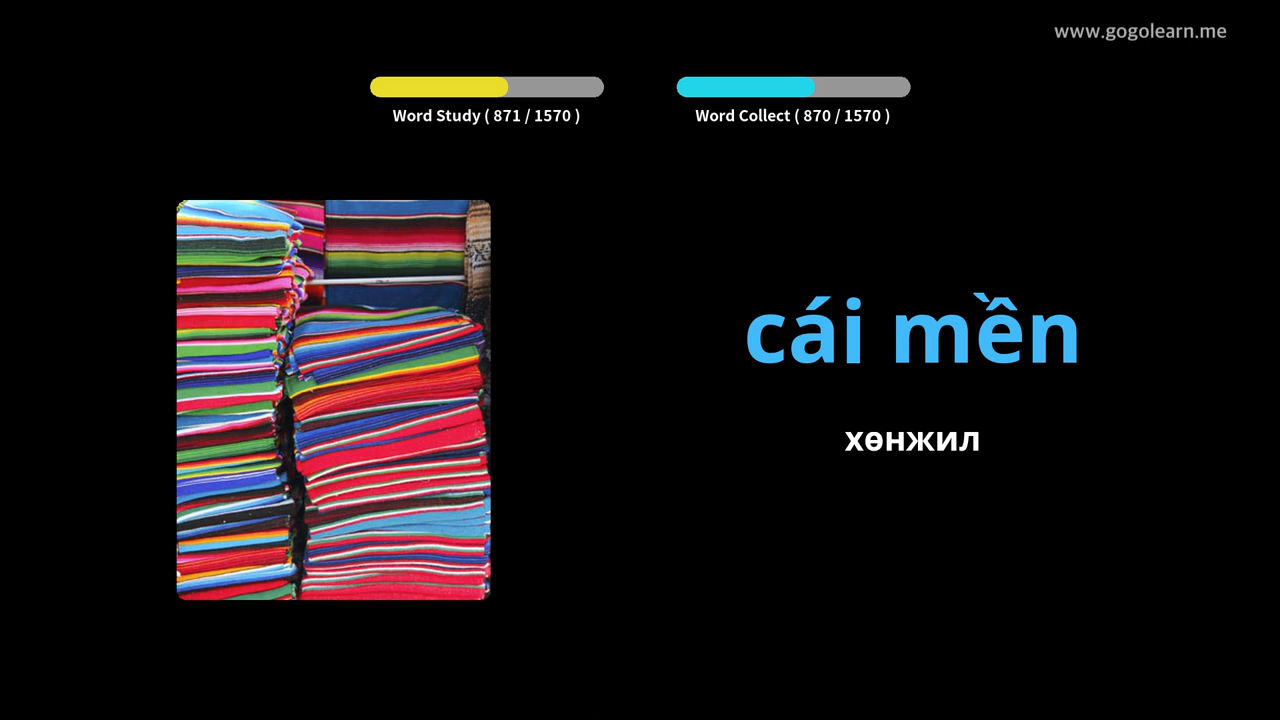 www.gogolearn.me
Word Study ( 871 / 1570 )
Word Collect ( 870 / 1570 )
cái mền
хөнжил